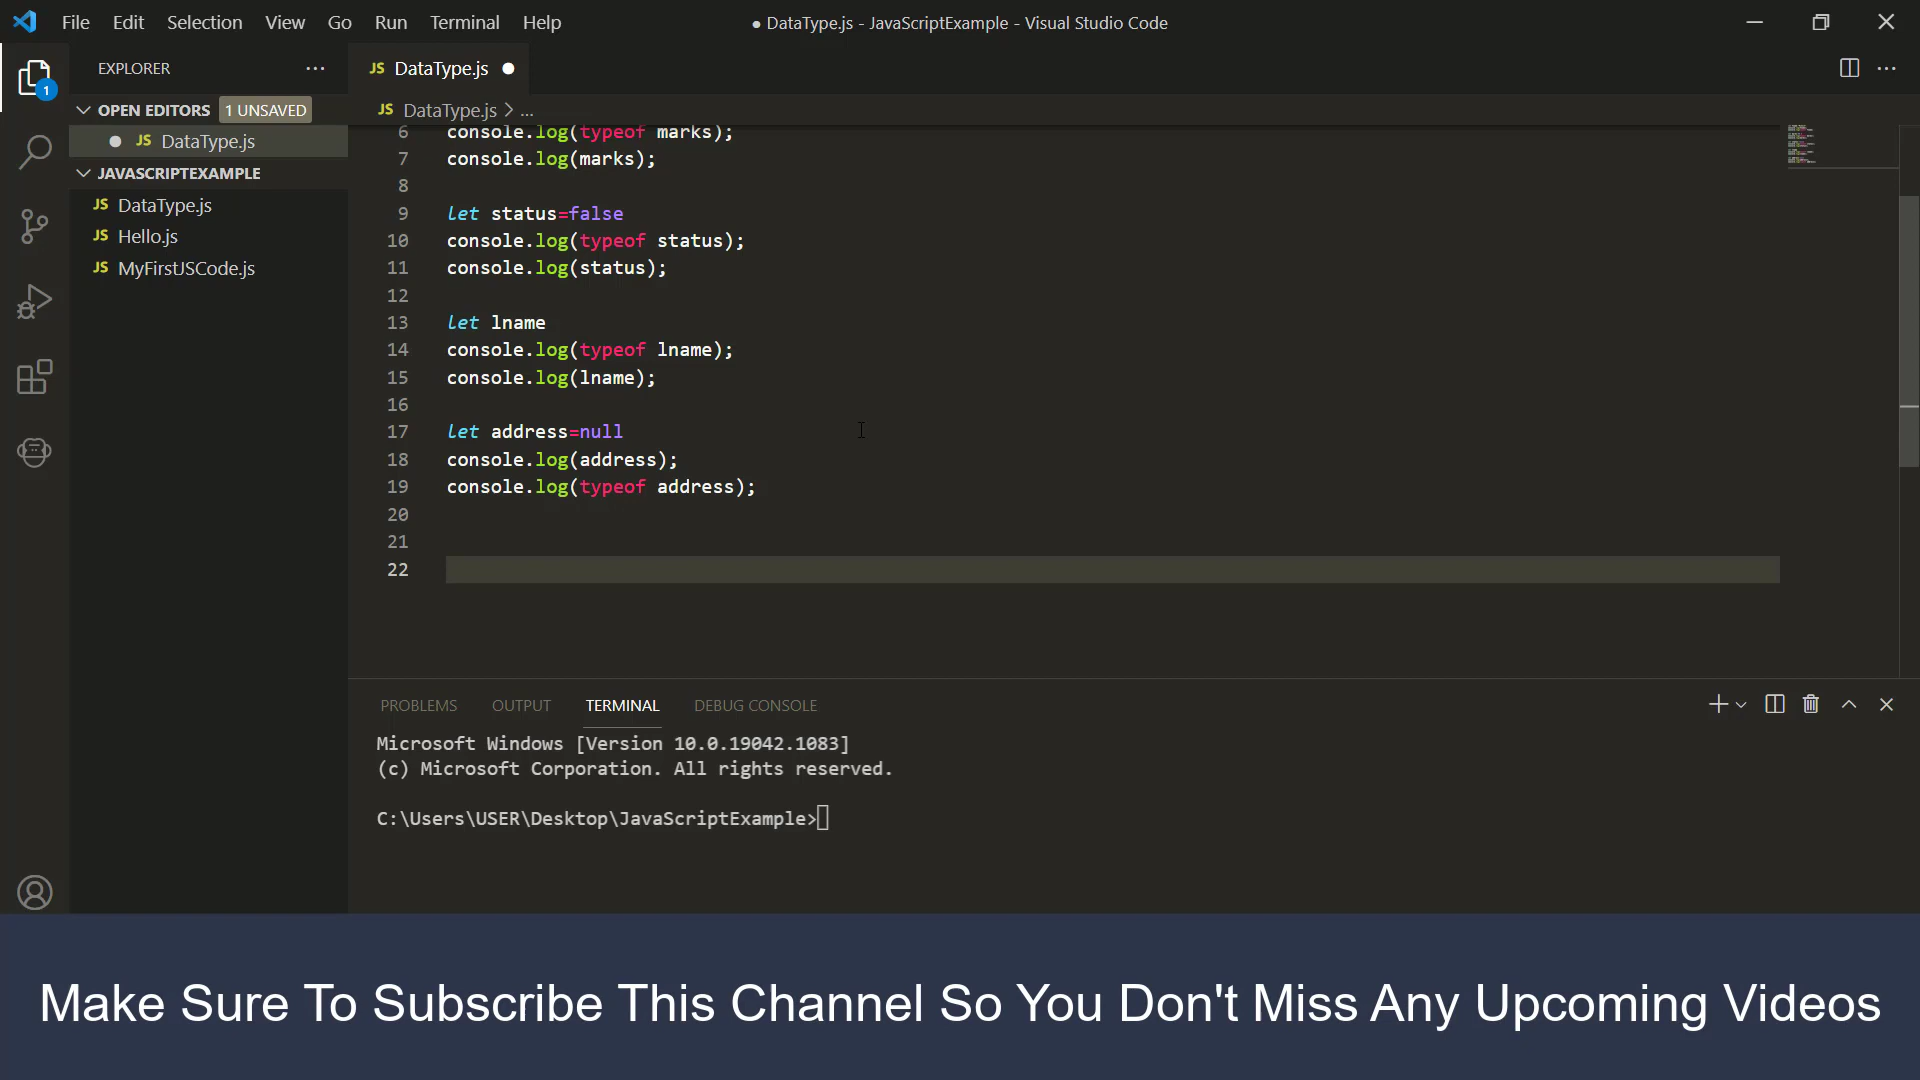 File Edit Selection View Go Run Terminal Help
● DataType.js - JavaScriptExample - Visual Studio Code
EXPLORER
1
OPEN EDITORS 1 UNSAVED
JS DataType.js
JAVASCRIPTEXAMPLE
JS DataType.js
JS Hello.js
JS MyFirstJSCode.js
JS DataType.js
JS DataType.js > ...
6 console.log(typeof marks);
7 console.log(marks);
8
9 let status=false
10 console.log(typeof status);
11 console.log(status);
12
13 let lname
14 console.log(typeof lname);
15 console.log(lname);
16
17 let address=null
18 console.log(address);
19 console.log(typeof address);
20
21
22
PROBLEMS OUTPUT TERMINAL DEBUG CONSOLE
Microsoft Windows [Version 10.0.19042.1083]
(c) Microsoft Corporation. All rights reserved.
C:\Users\USER\Desktop\JavaScriptExample>
Make Sure To Subscribe This Channel So You Don't Miss Any Upcoming Videos